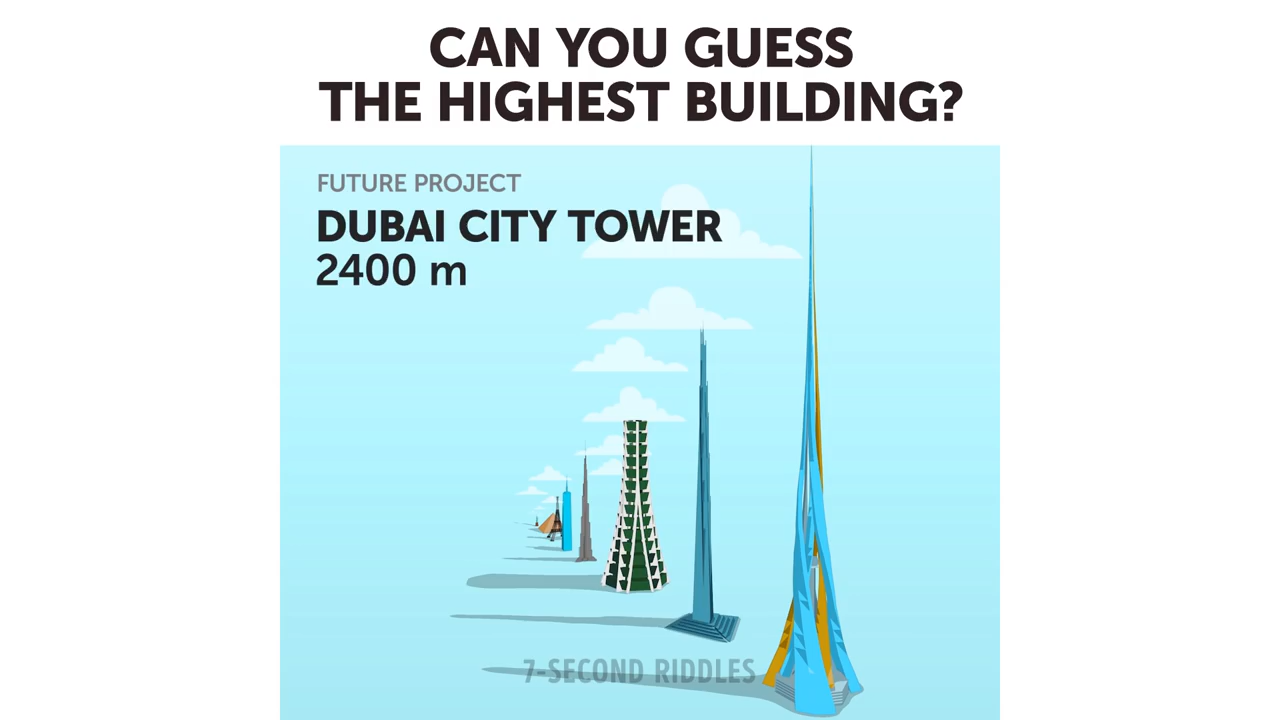 CAN YOU GUESS
THE HIGHEST BUILDING?
FUTURE PROJECT
DUBAI CITY TOWER
2400 m
7-SECOND RIDDLES